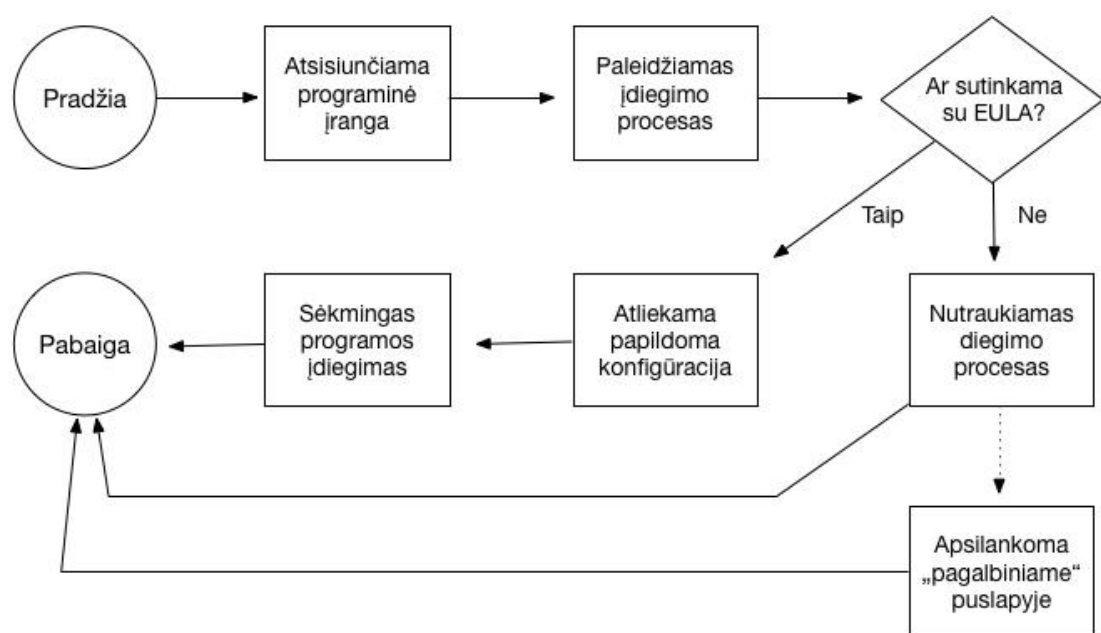 Pradžia
Atsisiunčiama
programinė
įranga
Paleidžiamas
įdiegimo
procesas
Ar sutinkama
su EULA?
Taip
Ne
Pabaiga
Sėkmingas
programos
įdiegimas
Atliekama
papildoma
konfigūracija
Nutraukiamas
diegimo
procesas
Apsilankoma
„pagalbiniame“
puslapyje